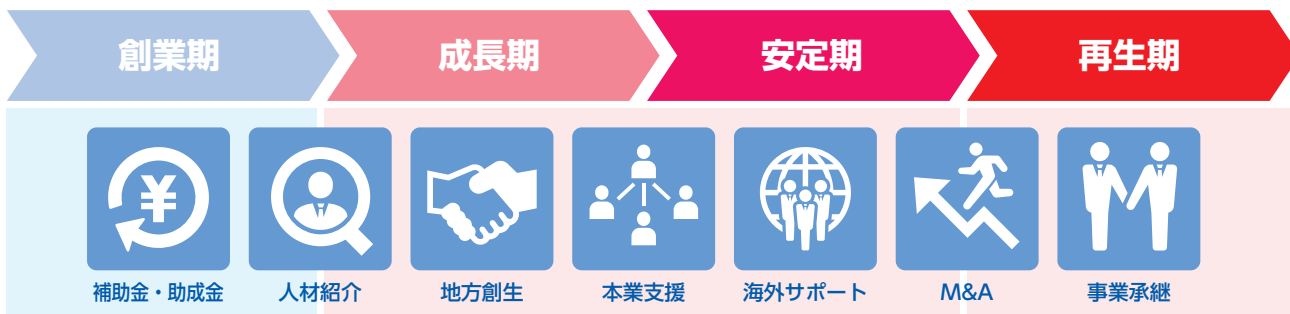 創業期
成長期
安定期
再生期
¥
補助金・助成金
人材紹介
地方創生
本業支援
海外サポート
M&A
事業承継